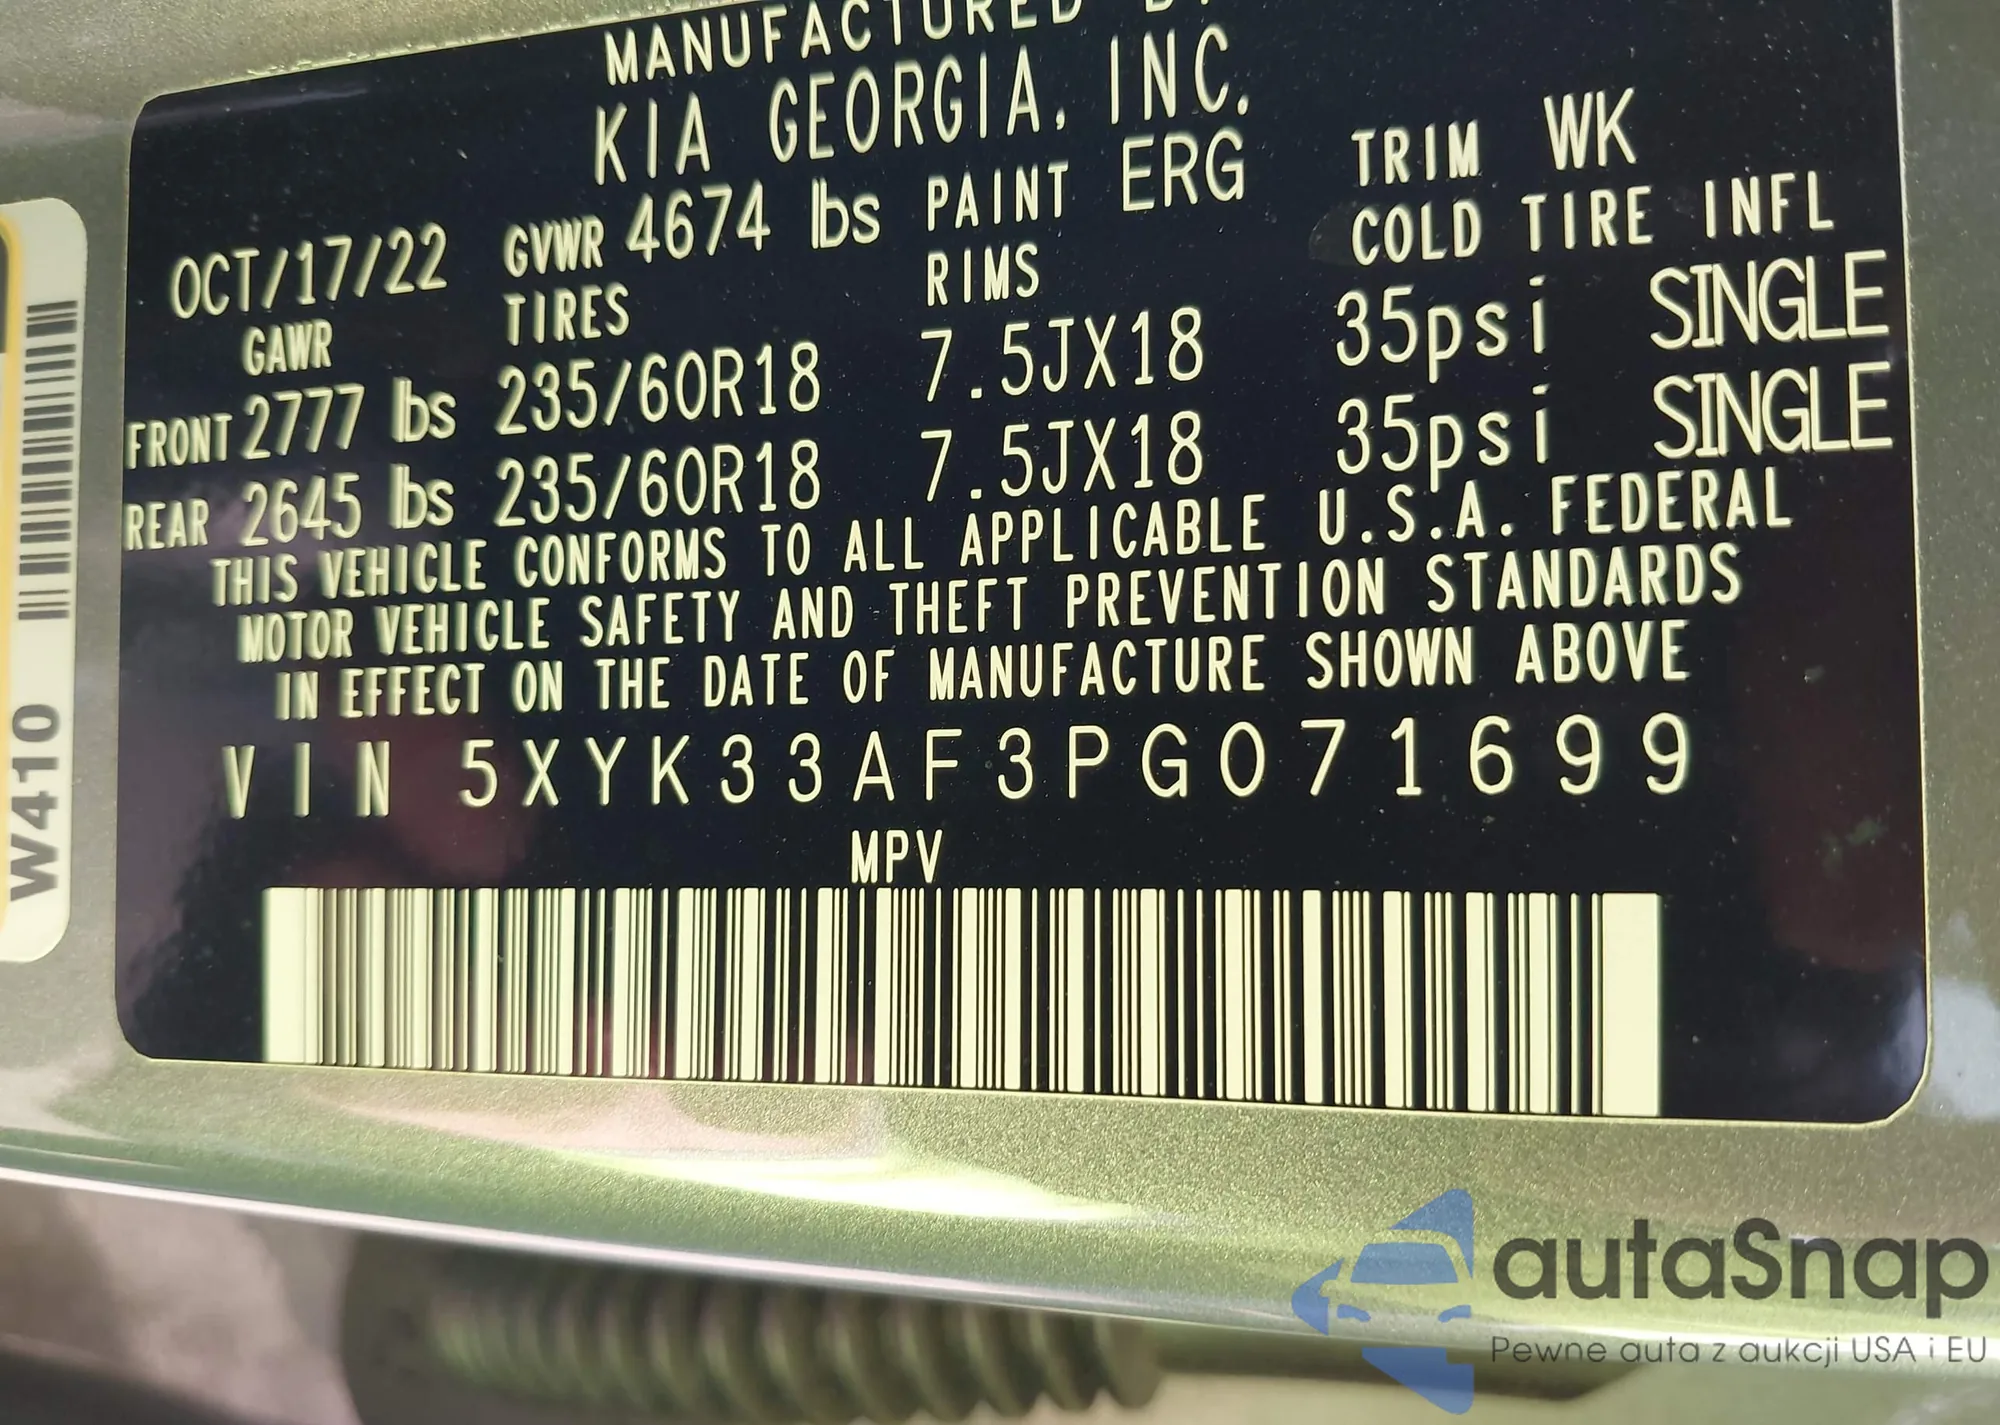 MANUFACTURED BY
KIA GEORGIA, INC.
OCT/17/22 GVWR 4674 lbs PAINT ERG TRIM WK
GAWR TIRES RIMS COLD TIRE INFL
FRONT 2777 lbs 235/60R18 7.5JX18 35psi SINGLE
REAR 2645 lbs 235/60R18 7.5JX18 35psi SINGLE
THIS VEHICLE CONFORMS TO ALL APPLICABLE U.S.A. FEDERAL
MOTOR VEHICLE SAFETY AND THEFT PREVENTION STANDARDS
IN EFFECT ON THE DATE OF MANUFACTURE SHOWN ABOVE
VIN 5XYK33AF3PG071699
MPV
W410
autaSnap
Pewne auta z aukcji USA i EU